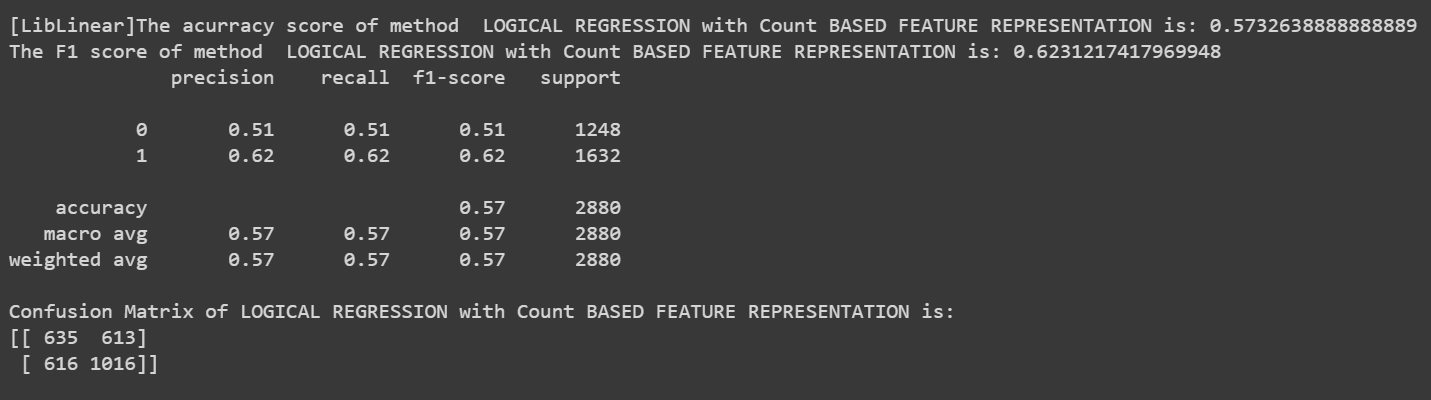 [LibLinear]The acurracy score of method  LOGICAL REGRESSION with Count BASED FEATURE REPRESENTATION is: 0.5732638888888889
The F1 score of method  LOGICAL REGRESSION with Count BASED FEATURE REPRESENTATION is: 0.6231217417969948
              precision    recall  f1-score   support
           0       0.51      0.51      0.51      1248
           1       0.62      0.62      0.62      1632
    accuracy                           0.57      2880
   macro avg       0.57      0.57      0.57      2880
weighted avg       0.57      0.57      0.57      2880
Confusion Matrix of LOGICAL REGRESSION with Count BASED FEATURE REPRESENTATION is:
[[ 635  613]
 [ 616 1016]]